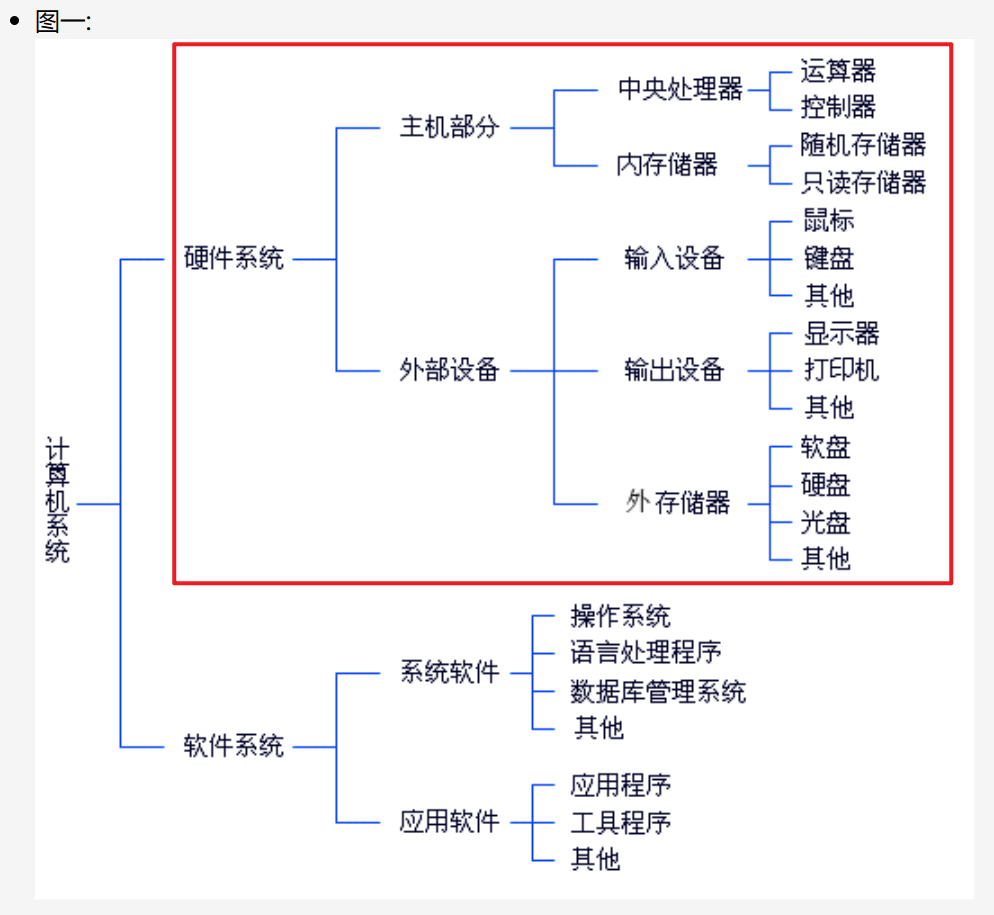 图一:
运算器
中央处理器
控制器
主机部分
随机存储器
内存储器
只读存储器
鼠标
硬件系统
输入设备
键盘
其他
显示器
外部设备
输出设备
打印机
其他
软盘
计算机系统
硬盘
外存储器
光盘
其他
操作系统
语言处理程序
系统软件
数据库管理系统
其他
软件系统
应用程序
应用软件
工具程序
其他